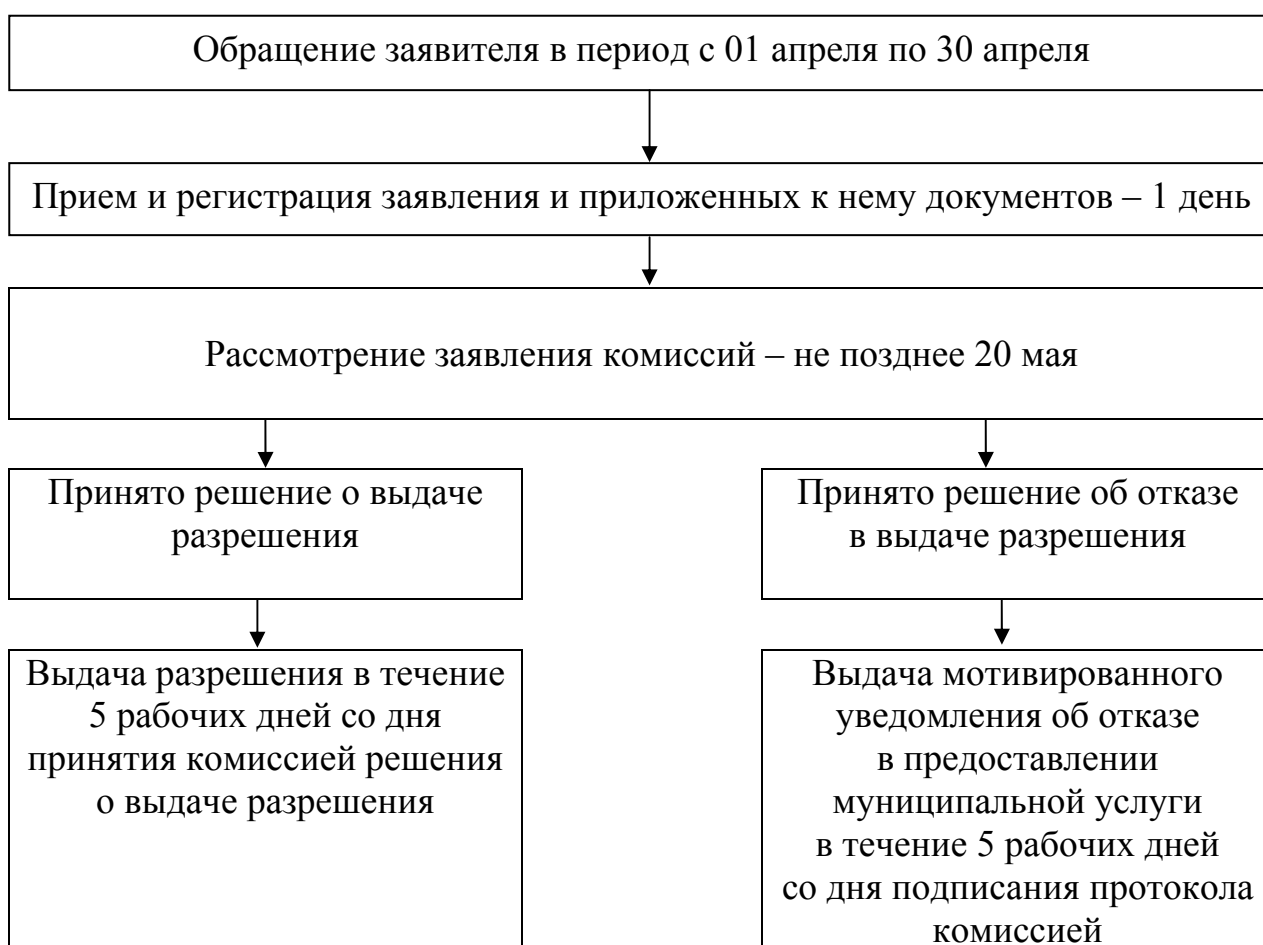 Обращение заявителя в период с 01 апреля по 30 апреля
Прием и регистрация заявления и приложенных к нему документов – 1 день
Рассмотрение заявления комиссий – не позднее 20 мая
Принято решение о выдаче
разрешения
Принято решение об отказе
в выдаче разрешения
Выдача разрешения в течение
5 рабочих дней со дня
принятия комиссией решения
о выдаче разрешения
Выдача мотивированного
уведомления об отказе
в предоставлении
муниципальной услуги
в течение 5 рабочих дней
со дня подписания протокола
комиссией